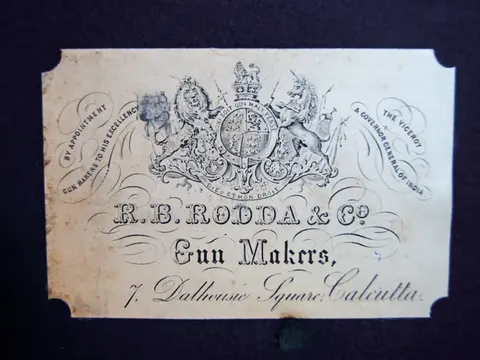 BY APPOINTMENT
GUN MAKERS TO HIS EXCELLENCY
THE VICEROY
& GOVERNOR GENERAL OF INDIA
DIEU ET MON DROIT
R. B. RODDA & Co.
Gun Makers,
7, Dalhousie Square, Calcutta.